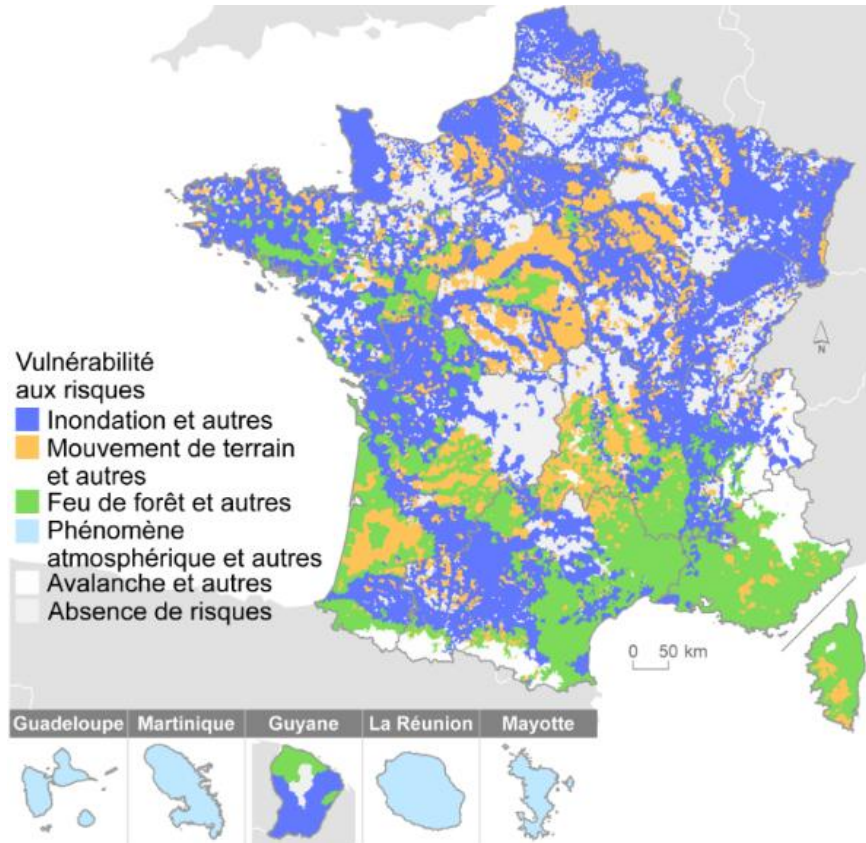 Vulnérabilité
aux risques
Inondation et autres
Mouvement de terrain
et autres
Feu de forêt et autres
Phénomène
atmosphérique et autres
Avalanche et autres
Absence de risques
N
0 50 km
Guadeloupe Martinique Guyane La Réunion Mayotte